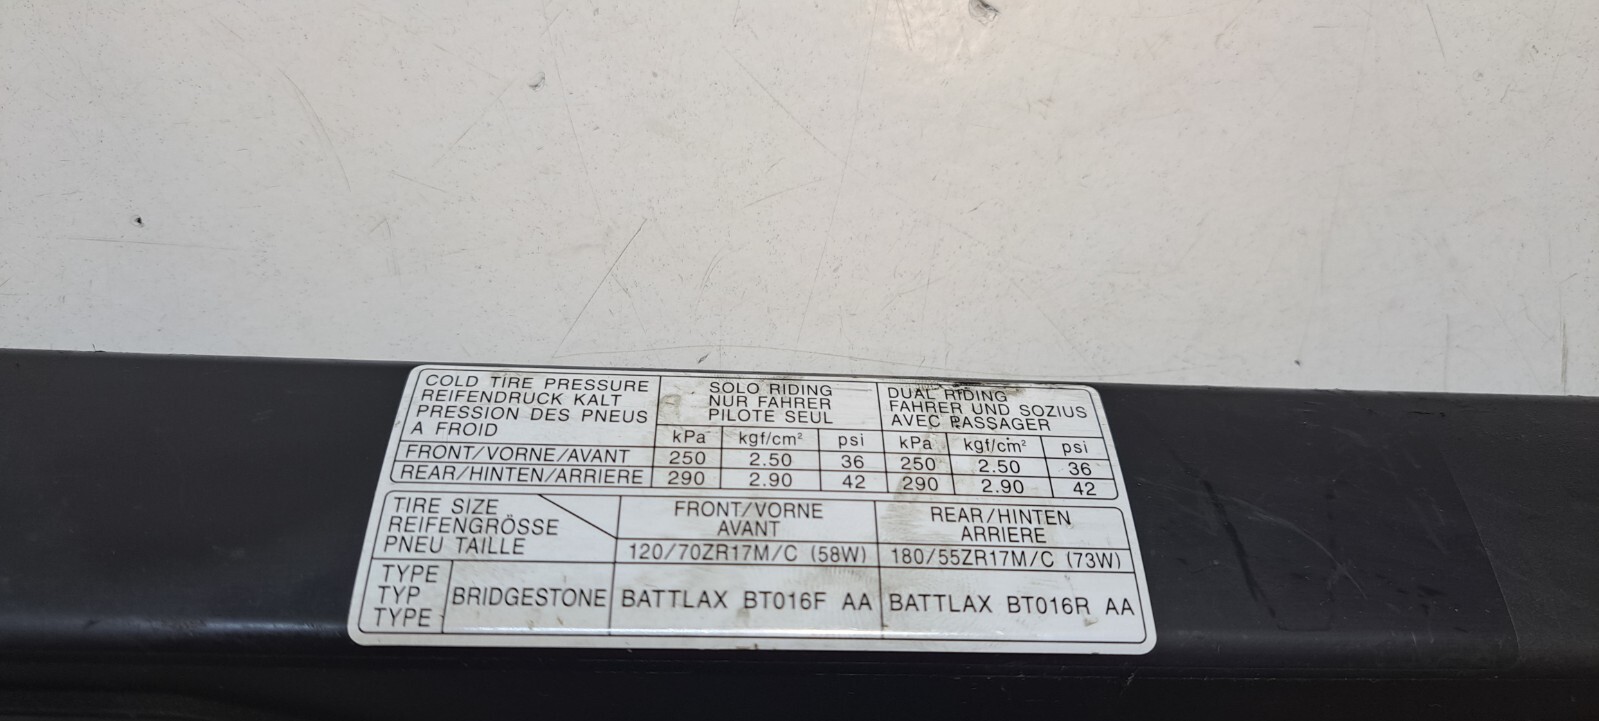 COLD TIRE PRESSURE
REIFENDRUCK KALT
PRESSION DES PNEUS
A FROID
SOLO RIDING
NUR FAHRER
PILOTE SEUL
DUAL RIDING
FAHRER UND SOZIUS
AVEC PASSAGER
kPa kgf/cm² psi kPa kgf/cm² psi
FRONT/VORNE/AVANT 250 2.50 36 250 2.50 36
REAR/HINTEN/ARRIERE 290 2.90 42 290 2.90 42
TIRE SIZE
REIFENGRÖSSE
PNEU TAILLE
FRONT/VORNE
AVANT
REAR/HINTEN
ARRIERE
120/70ZR17M/C (58W) 180/55ZR17M/C (73W)
TYPE
TYP
TYPE
BRIDGESTONE BATTLAX BT016F AA BATTLAX BT016R AA